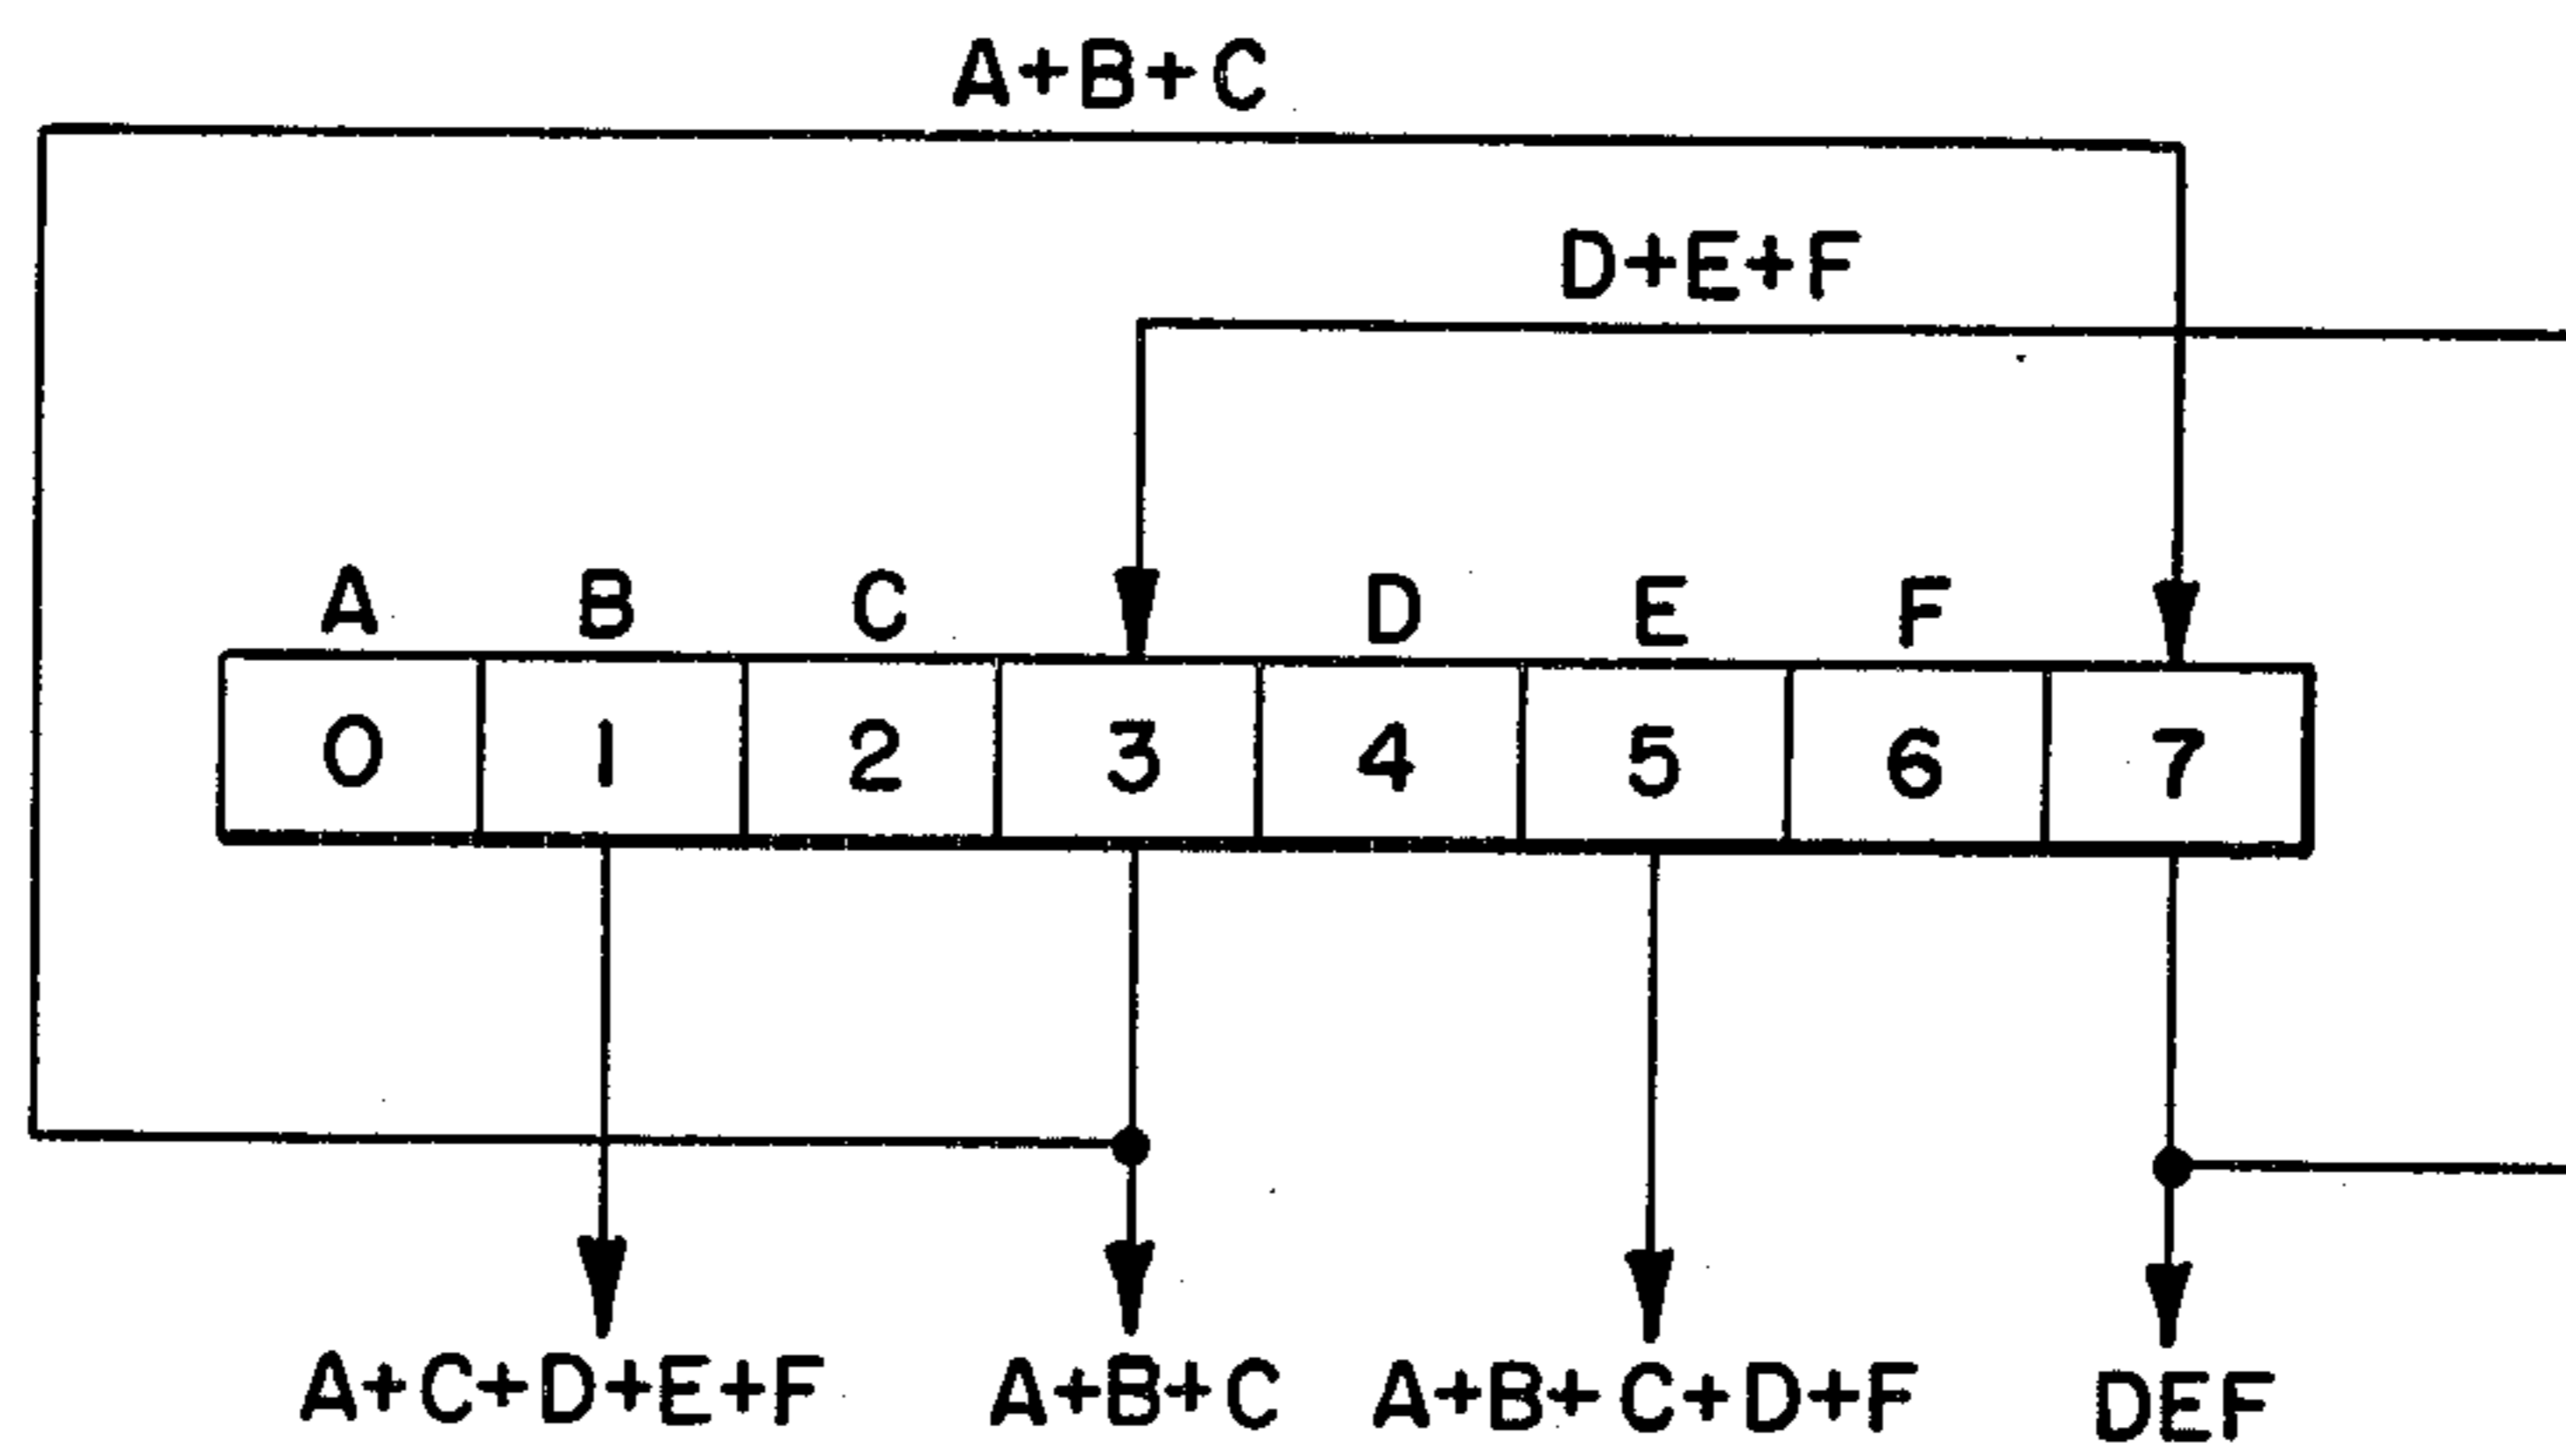 A+B+C
D+E+F
A B C D E F
0 1 2 3 4 5 6 7
A+C+D+E+F A+B+C A+B+C+D+F DEF